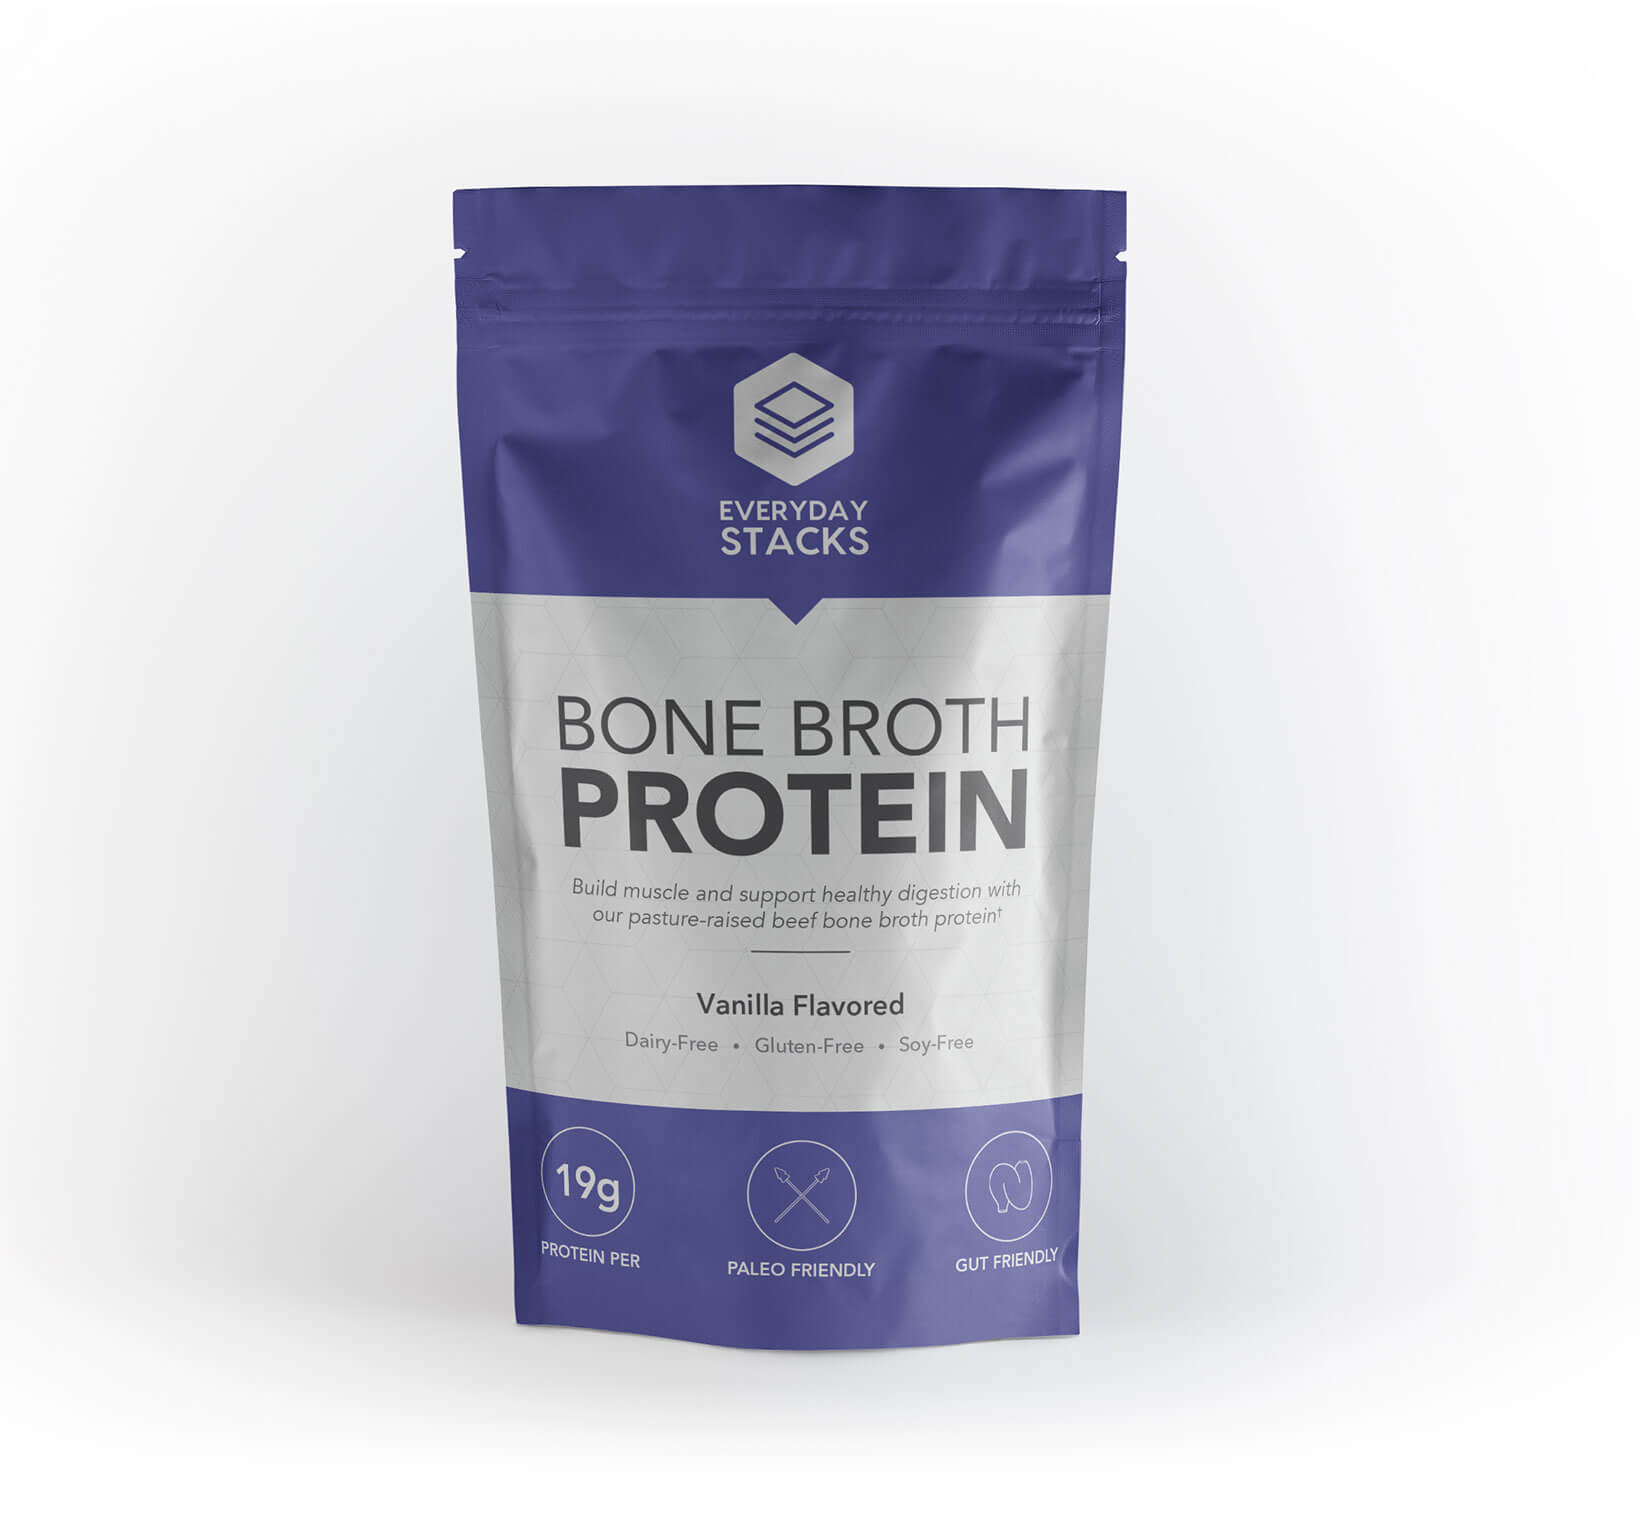 EVERYDAY
STACKS
BONE BROTH
PROTEIN
Build muscle and support healthy digestion with
our pasture-raised beef bone broth protein†
Vanilla Flavored
Dairy-Free • Gluten-Free • Soy-Free
19g
PROTEIN PER
PALEO FRIENDLY
GUT FRIENDLY